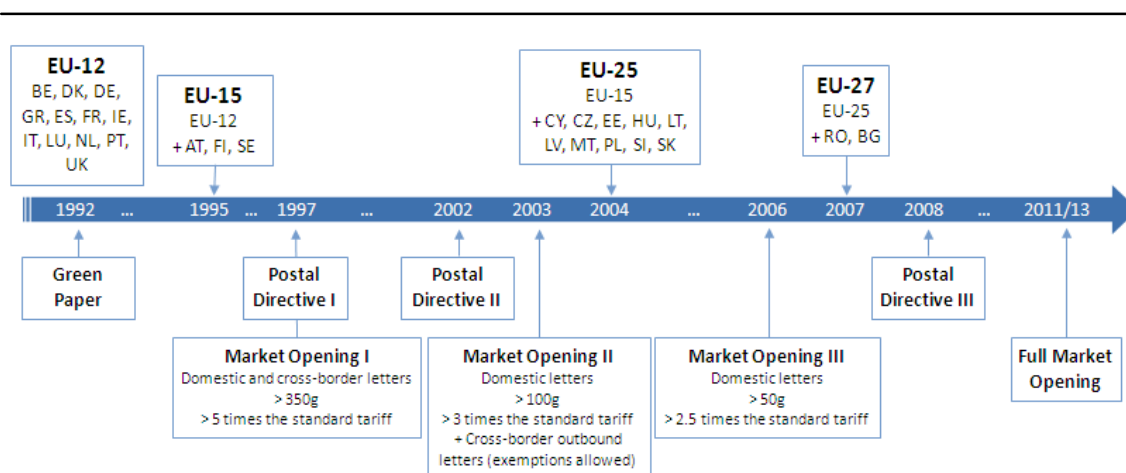 EU-12
BE, DK, DE,
GR, ES, FR, IE,
IT, LU, NL, PT,
UK
EU-15
EU-12
+ AT, FI, SE
EU-25
EU-15
+ CY, CZ, EE, HU, LT,
LV, MT, PL, SI, SK
EU-27
EU-25
+ RO, BG
1992 ... 1995 ... 1997 ... 2002 2003 2004 ... 2006 2007 2008 ... 2011/13
Green
Paper
Postal
Directive I
Postal
Directive II
Postal
Directive III
Market Opening I
Domestic and cross-border letters
> 350g
> 5 times the standard tariff
Market Opening II
Domestic letters
> 100g
> 3 times the standard tariff
+ Cross-border outbound
letters (exemptions allowed)
Market Opening III
Domestic letters
> 50g
> 2.5 times the standard tariff
Full Market
Opening